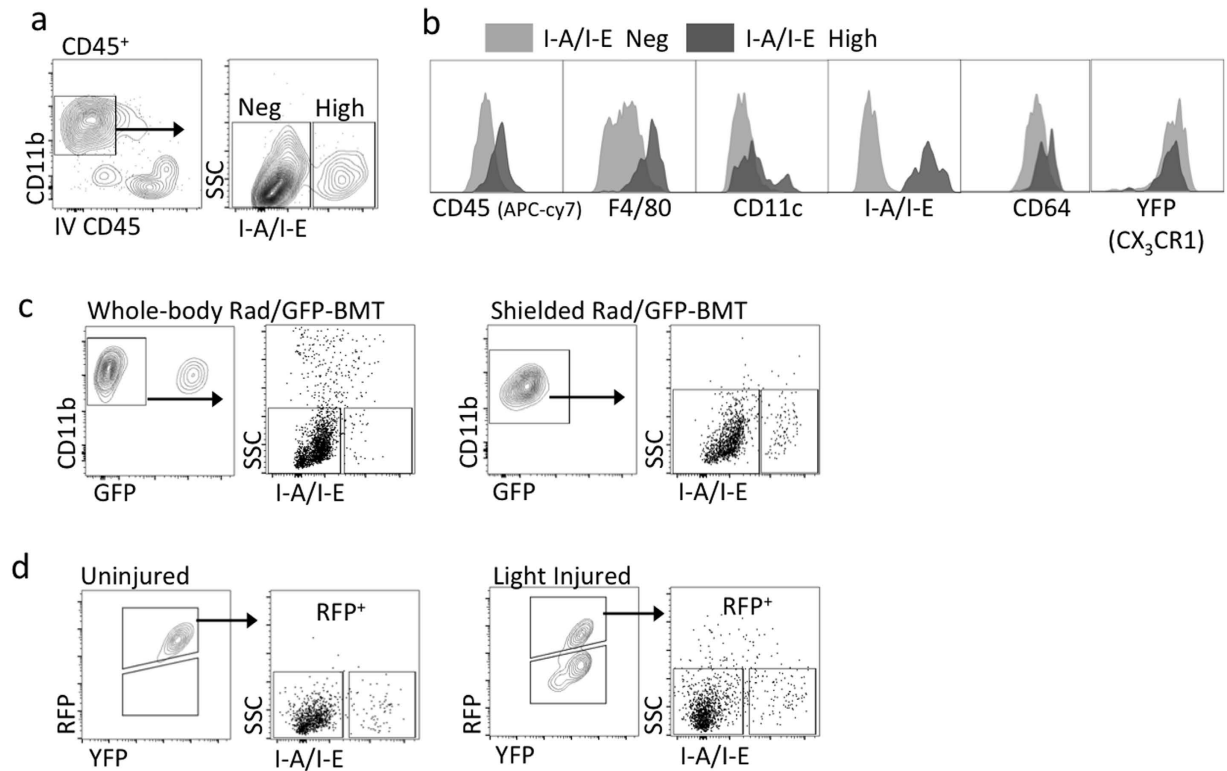 a
CD45⁺
CD11b
IV CD45
SSC
Neg High
I-A/I-E
b
I-A/I-E Neg I-A/I-E High
CD45 (APC-cy7) F4/80 CD11c I-A/I-E CD64 YFP
(CX₃CR1)
c
Whole-body Rad/GFP-BMT
CD11b
GFP
SSC
I-A/I-E
Shielded Rad/GFP-BMT
CD11b
GFP
SSC
I-A/I-E
d
Uninjured
RFP
YFP
RFP⁺
SSC
I-A/I-E
Light Injured
RFP
YFP
RFP⁺
SSC
I-A/I-E